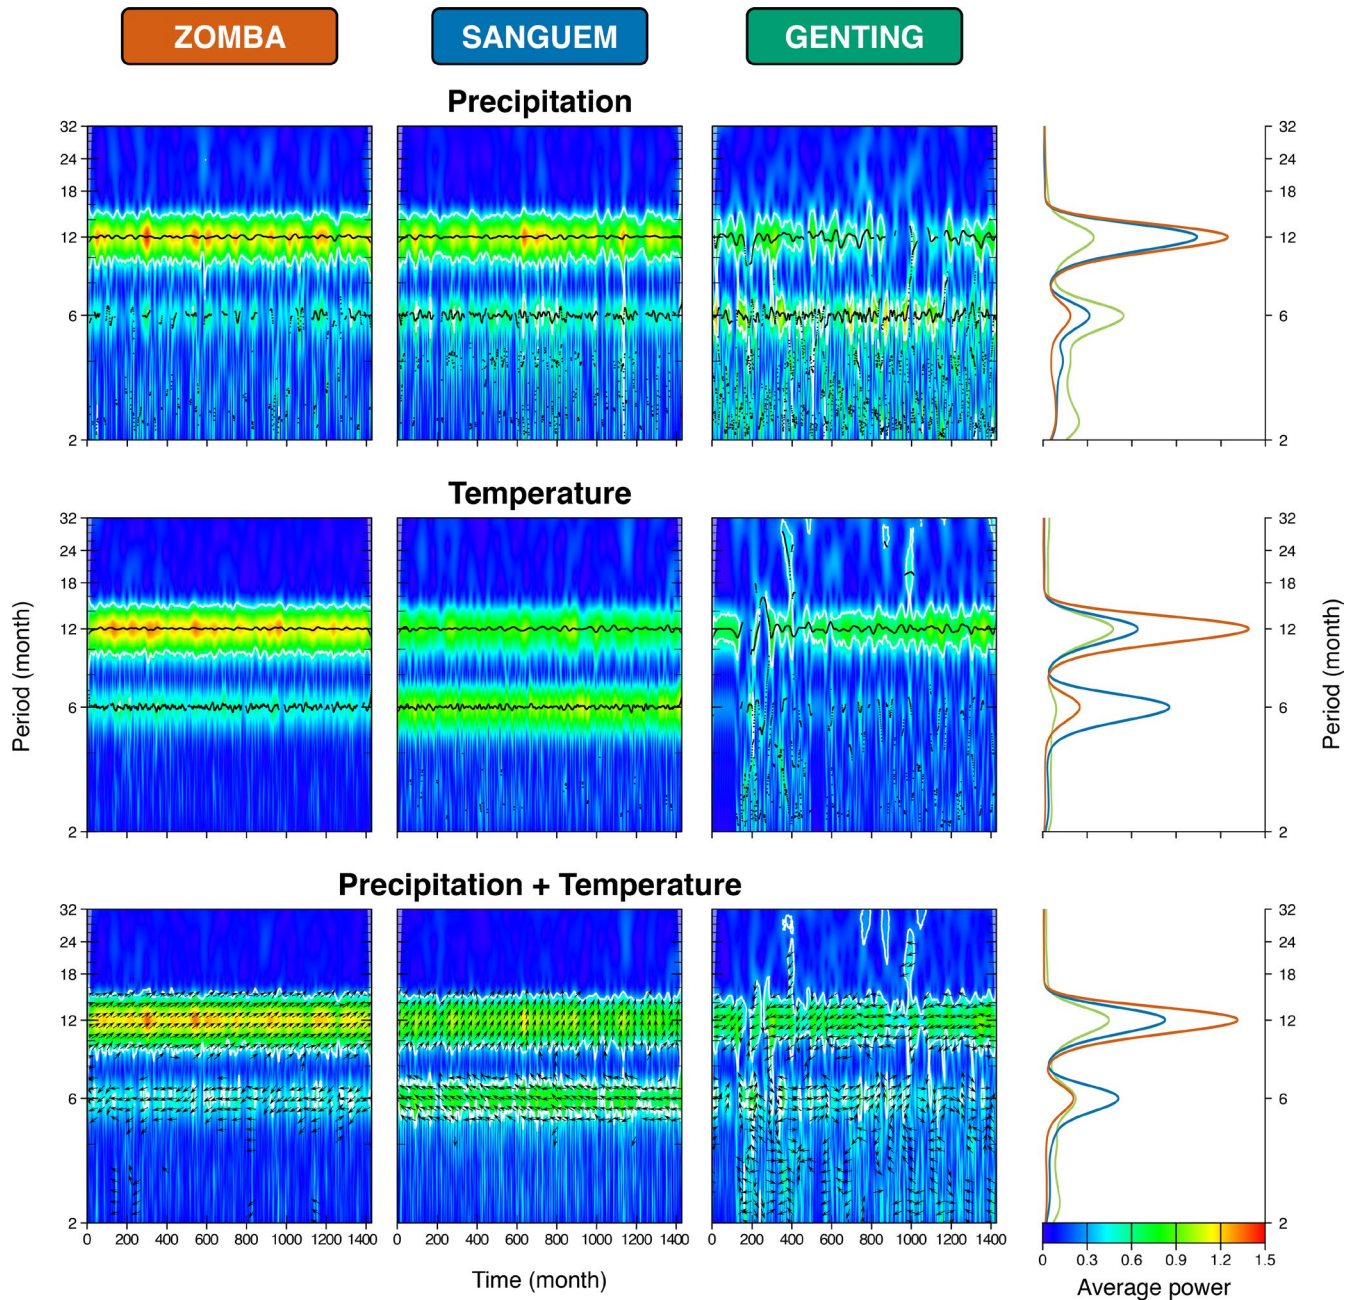 ZOMBA SANGUEM GENTING
Precipitation
32 32
24 24
18 18
12 12
6 6
2 2
Temperature
32 32
24 24
18 18
12 12
6 6
2 2
Period (month) Period (month)
Precipitation + Temperature
32 32
24 24
18 18
12 12
6 6
2 2
0 200 400 600 800 1000 1200 1400 0 200 400 600 800 1000 1200 1400 0 200 400 600 800 1000 1200 1400 0 0.3 0.6 0.9 1.2 1.5
Time (month) Average power